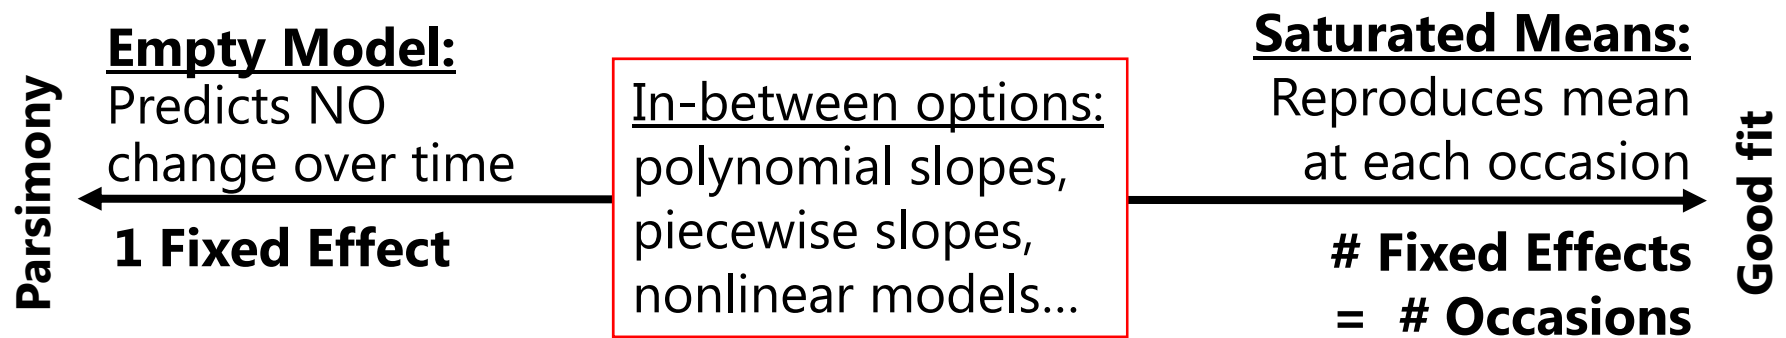 Parsimony
Empty Model:
Predicts NO
change over time
1 Fixed Effect
In-between options:
polynomial slopes,
piecewise slopes,
nonlinear models…
Saturated Means:
Reproduces mean
at each occasion
# Fixed Effects
= # Occasions
Good fit